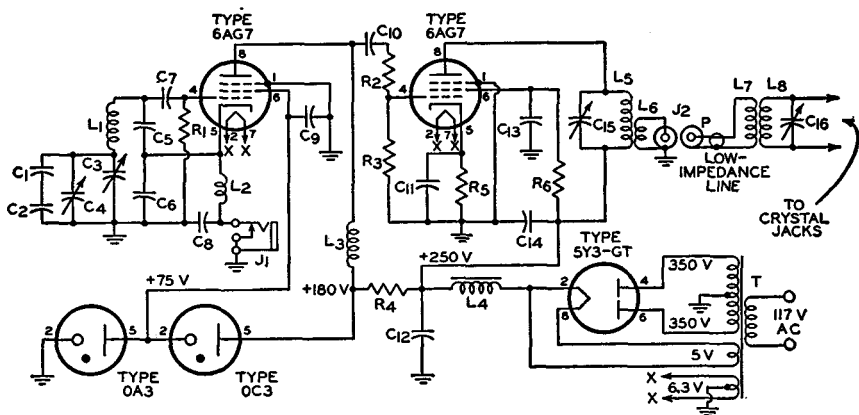 TYPE
6AG7
8
C7
4
1
6
5
2
7
X X
L1
C5
R1
C9
C1
C2
C3
C4
C6
L2
C8
J1
C10
R2
R3
TYPE
6AG7
8
4
1
6
2
7
5
X X
C13
C11
R5
R6
C14
C15
L5
L6
J2
P
L7
L8
C16
LOW-
IMPEDANCE
LINE
TO
CRYSTAL
JACKS
L3
+75 V
+180V
+250 V
R4
L4
C12
2
5
TYPE
0A3
2
5
TYPE
0C3
TYPE
5Y3-GT
2
8
4
6
350 V
350 V
T
117 V
AC
5V
X
6.3V
X